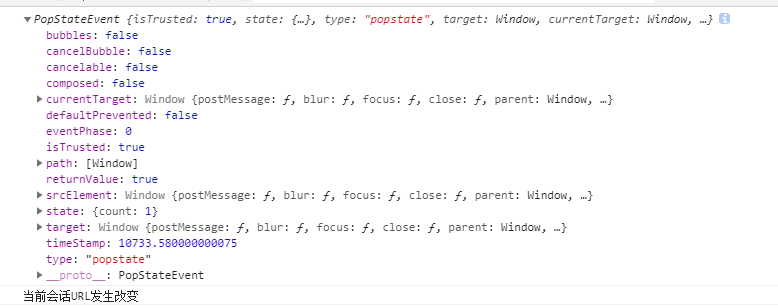 PopStateEvent {isTrusted: true, state: {…}, type: "popstate", target: Window, currentTarget: Window, …} i
bubbles: false
cancelBubble: false
cancelable: false
composed: false
currentTarget: Window {postMessage: ƒ, blur: ƒ, focus: ƒ, close: ƒ, parent: Window, …}
defaultPrevented: false
eventPhase: 0
isTrusted: true
path: [Window]
returnValue: true
srcElement: Window {postMessage: ƒ, blur: ƒ, focus: ƒ, close: ƒ, parent: Window, …}
state: {count: 1}
target: Window {postMessage: ƒ, blur: ƒ, focus: ƒ, close: ƒ, parent: Window, …}
timeStamp: 10733.580000000075
type: "popstate"
__proto__: PopStateEvent
当前会话URL发生改变